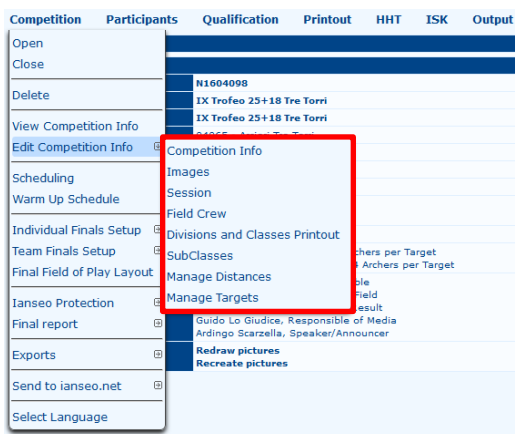 Competition Participants Qualification Printout HHT ISK Output
Open
Close
Delete
View Competition Info
Edit Competition Info
Scheduling
Warm Up Schedule
Individual Finals Setup
Team Finals Setup
Final Field of Play Layout
Ianseo Protection
Final report
Exports
Send to ianseo.net
Select Language
Competition Info
Images
Session
Field Crew
Divisions and Classes Printout
SubClasses
Manage Distances
Manage Targets
N1604098
IX Trofeo 25+18 Tre Torri
IX Trofeo 25+18 Tre Torri
chers per Target
Archers per Target
ble
Field
esult
Guido Lo Giudice, Responsible of Media
Ardingo Scarzella, Speaker/Announcer
Redraw pictures
Recreate pictures